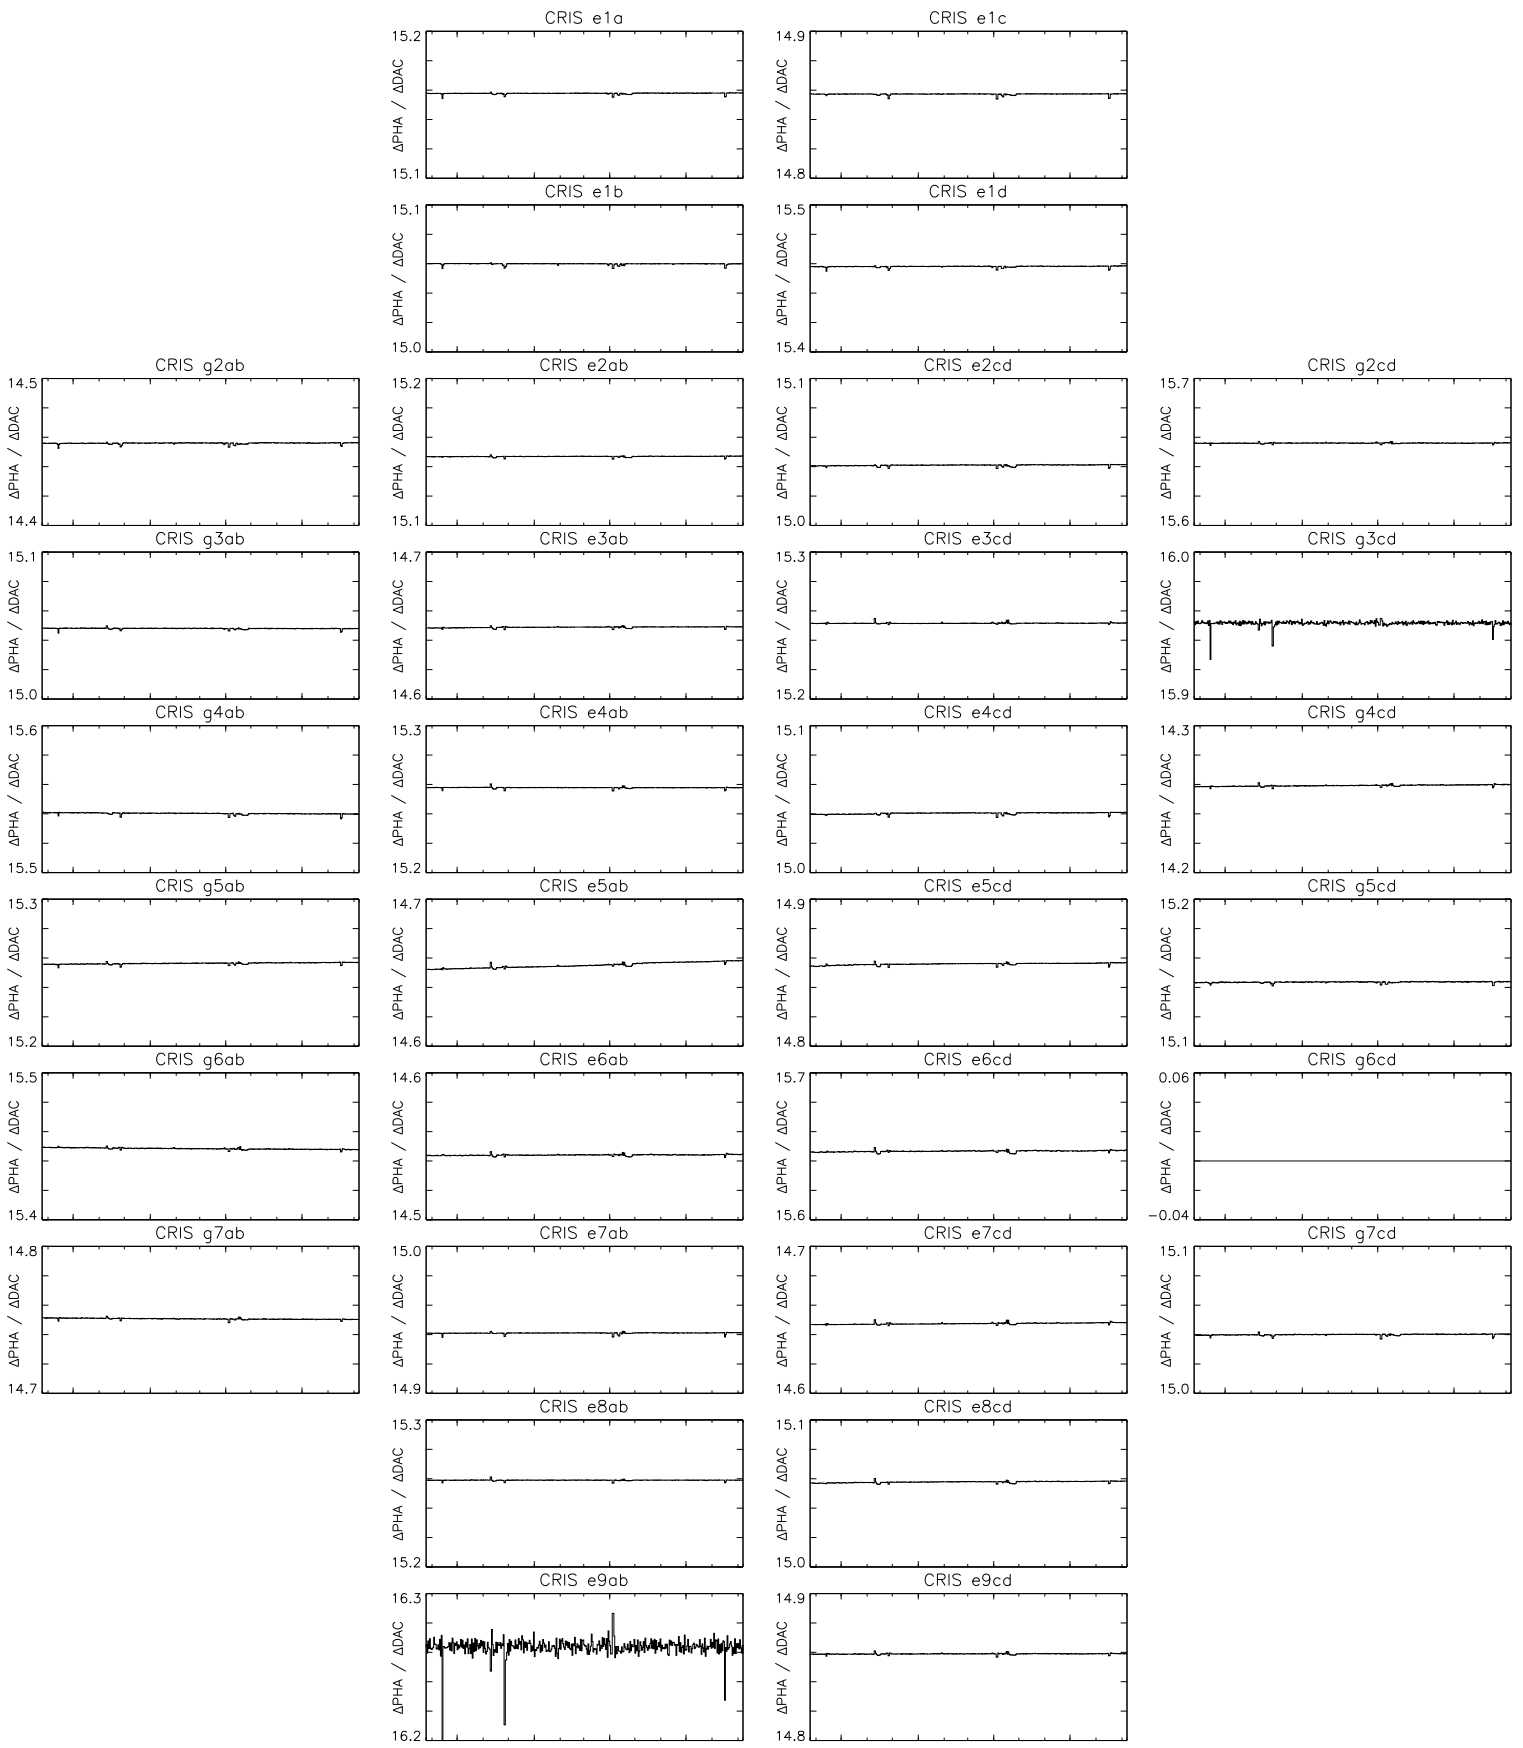 CRIS e1a
CRIS e1c
15.2
15.1
ΔPHA / ΔDAC
14.9
14.8
ΔPHA / ΔDAC
CRIS e1b
CRIS e1d
15.1
15.0
ΔPHA / ΔDAC
15.5
15.4
ΔPHA / ΔDAC
CRIS g2ab
CRIS e2ab
CRIS e2cd
CRIS g2cd
14.5
14.4
ΔPHA / ΔDAC
15.2
15.1
ΔPHA / ΔDAC
15.1
15.0
ΔPHA / ΔDAC
15.7
15.6
ΔPHA / ΔDAC
CRIS g3ab
CRIS e3ab
CRIS e3cd
CRIS g3cd
15.1
15.0
ΔPHA / ΔDAC
14.7
14.6
ΔPHA / ΔDAC
15.3
15.2
ΔPHA / ΔDAC
16.0
15.9
ΔPHA / ΔDAC
CRIS g4ab
CRIS e4ab
CRIS e4cd
CRIS g4cd
15.6
15.5
ΔPHA / ΔDAC
15.3
15.2
ΔPHA / ΔDAC
15.1
15.0
ΔPHA / ΔDAC
14.3
14.2
ΔPHA / ΔDAC
CRIS g5ab
CRIS e5ab
CRIS e5cd
CRIS g5cd
15.3
15.2
ΔPHA / ΔDAC
14.7
14.6
ΔPHA / ΔDAC
14.9
14.8
ΔPHA / ΔDAC
15.2
15.1
ΔPHA / ΔDAC
CRIS g6ab
CRIS e6ab
CRIS e6cd
CRIS g6cd
15.5
15.4
ΔPHA / ΔDAC
14.6
14.5
ΔPHA / ΔDAC
15.7
15.6
ΔPHA / ΔDAC
0.06
−0.04
ΔPHA / ΔDAC
CRIS g7ab
CRIS e7ab
CRIS e7cd
CRIS g7cd
14.8
14.7
ΔPHA / ΔDAC
15.0
14.9
ΔPHA / ΔDAC
14.7
14.6
ΔPHA / ΔDAC
15.1
15.0
ΔPHA / ΔDAC
CRIS e8ab
CRIS e8cd
15.3
15.2
ΔPHA / ΔDAC
15.1
15.0
ΔPHA / ΔDAC
CRIS e9ab
CRIS e9cd
16.3
16.2
ΔPHA / ΔDAC
14.9
14.8
ΔPHA / ΔDAC